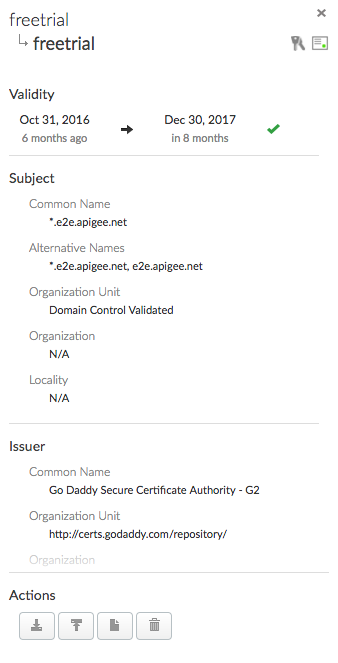 freetrial
freetrial
Validity
Oct 31, 2016 Dec 30, 2017
6 months ago in 8 months
Subject
Common Name
*.e2e.apigee.net
Alternative Names
*.e2e.apigee.net, e2e.apigee.net
Organization Unit
Domain Control Validated
Organization
N/A
Locality
N/A
Issuer
Common Name
Go Daddy Secure Certificate Authority - G2
Organization Unit
http://certs.godaddy.com/repository/
Organization
Actions